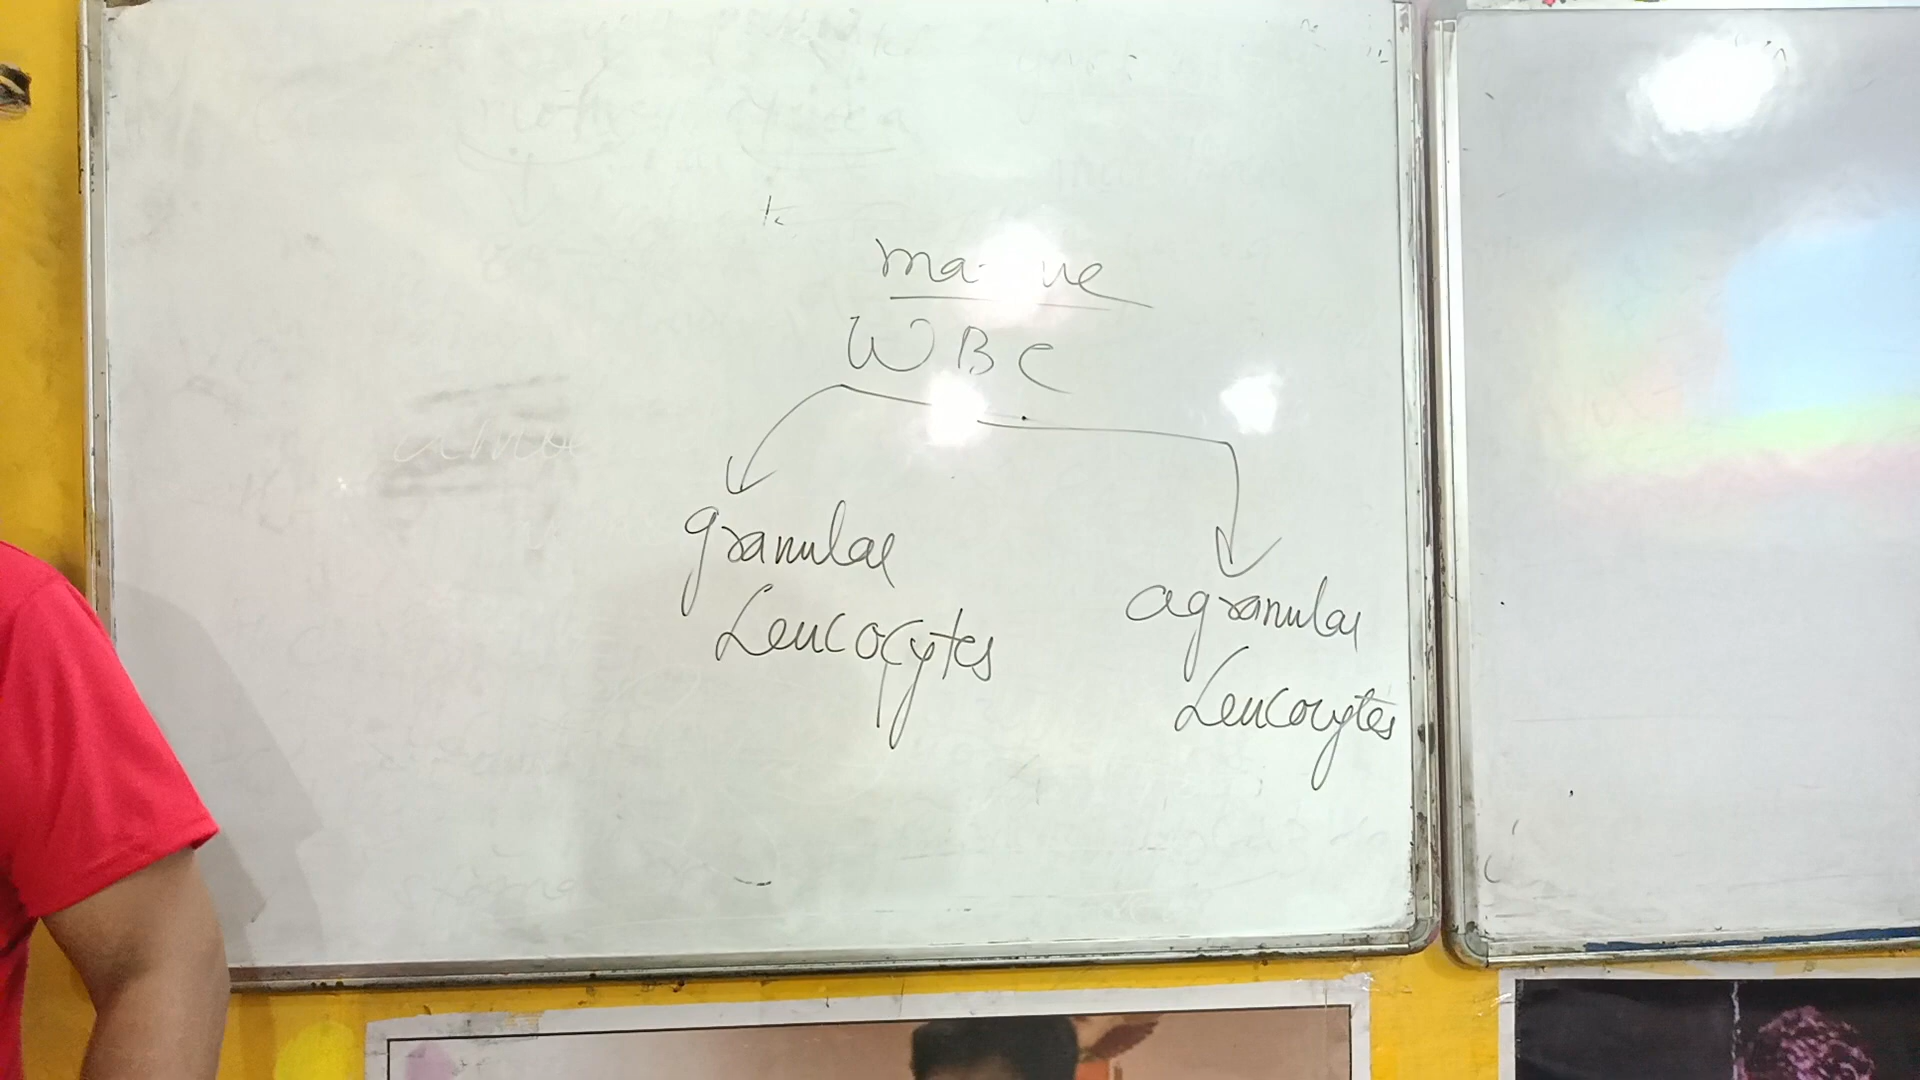 WBC
granular
Leucocytes
agranular
Leucocytes